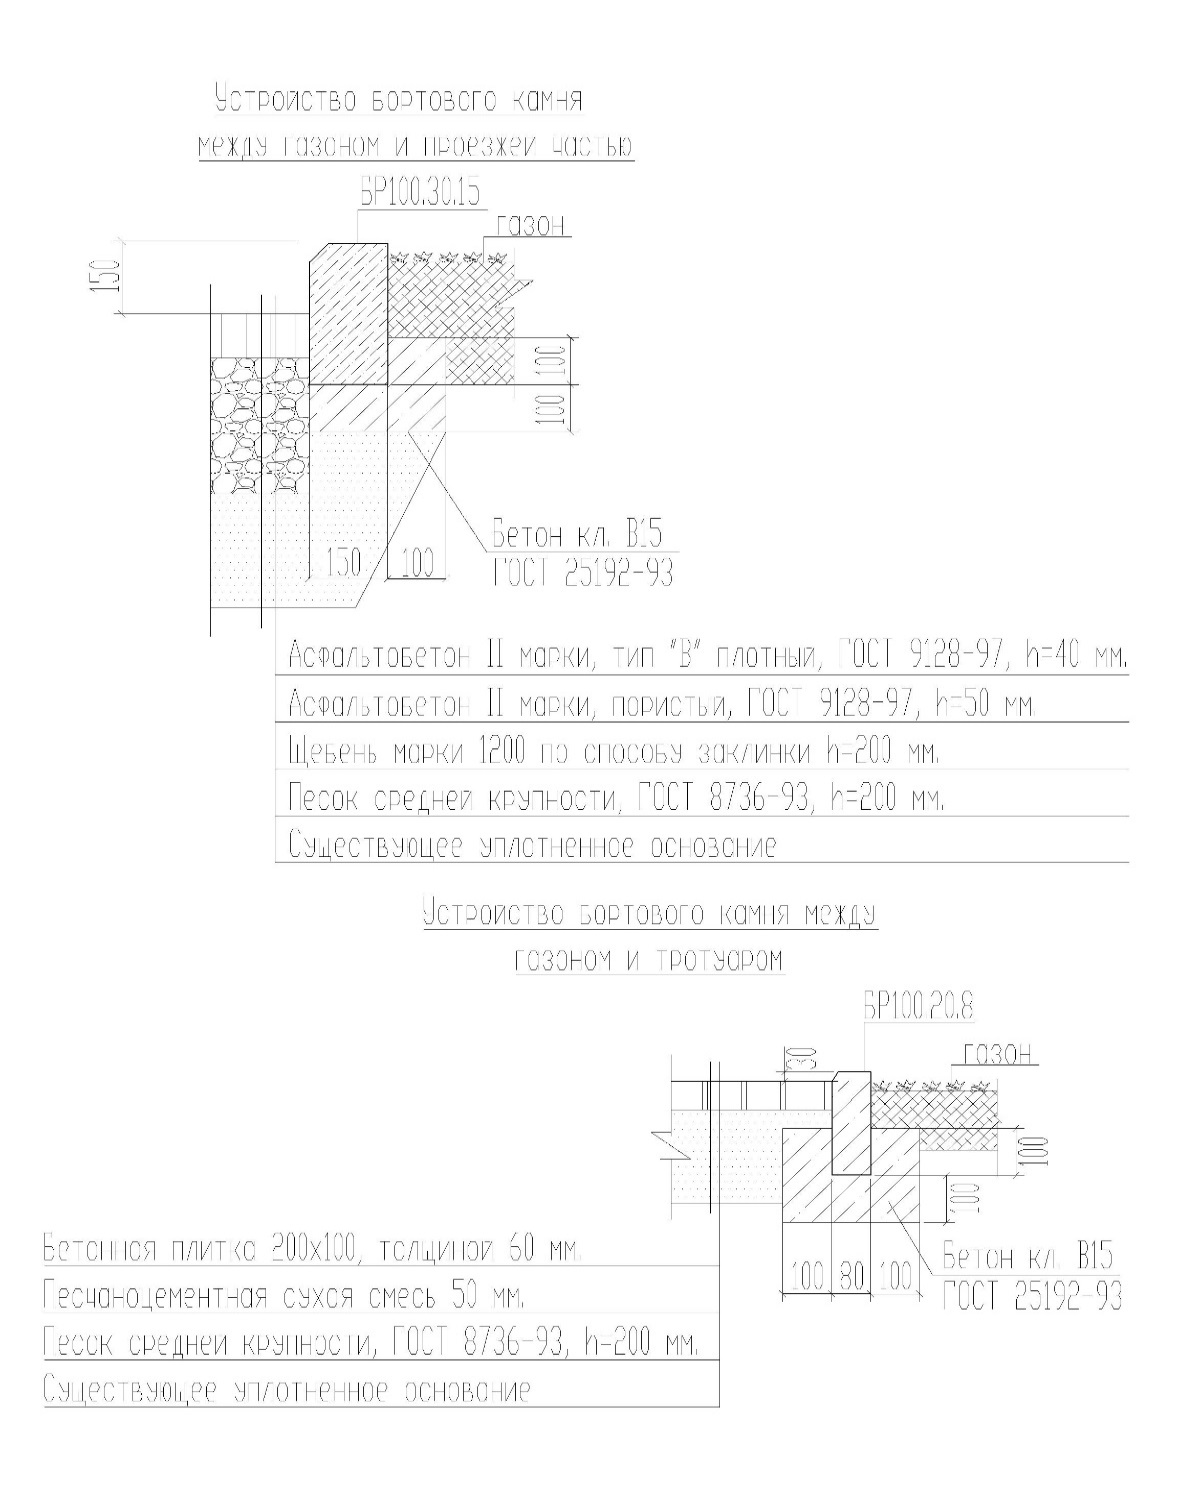 Устройство бортового камня
между газоном и проезжей частью
БР100.30.15
газон
150
100
100
Бетон кл. В15
150
100
ГОСТ 25192-93
Асфальтобетон II марки, тип "В" плотный, ГОСТ 9128-97, h=40 мм.
Асфальтобетон II марки, пористый, ГОСТ 9128-97, h=50 мм
Щебень марки 1200 по способу заклинки h=200 мм.
Песок средней крупности, ГОСТ 8736-93, h=200 мм.
Существующее уплотненное основание
Устройство бортового камня между
газоном и тротуаром
БР100.20.8
30
газон
100
100
Бетонная плитка 200х100, толщиной 60 мм.
Бетон кл. В15
100
80
100
Песчаноцементная сухая смесь 50 мм.
ГОСТ 25192-93
Песок средней крупности, ГОСТ 8736-93, h=200 мм.
Существующее уплотненное основание